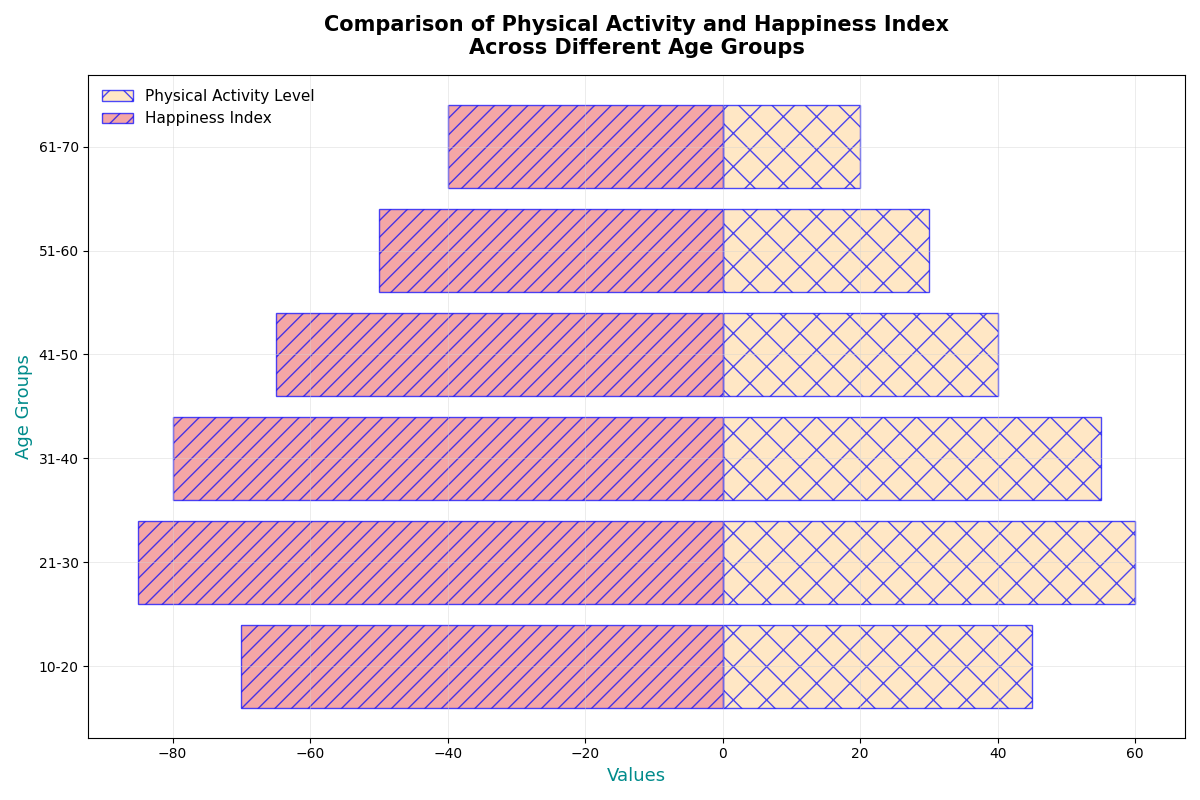 Comparison of Physical Activity and Happiness Index
Across Different Age Groups
Physical Activity Level
Happiness Index
61-70
51-60
41-50
31-40
21-30
10-20
Age Groups
−80 −60 −40 −20 0 20 40 60
Values